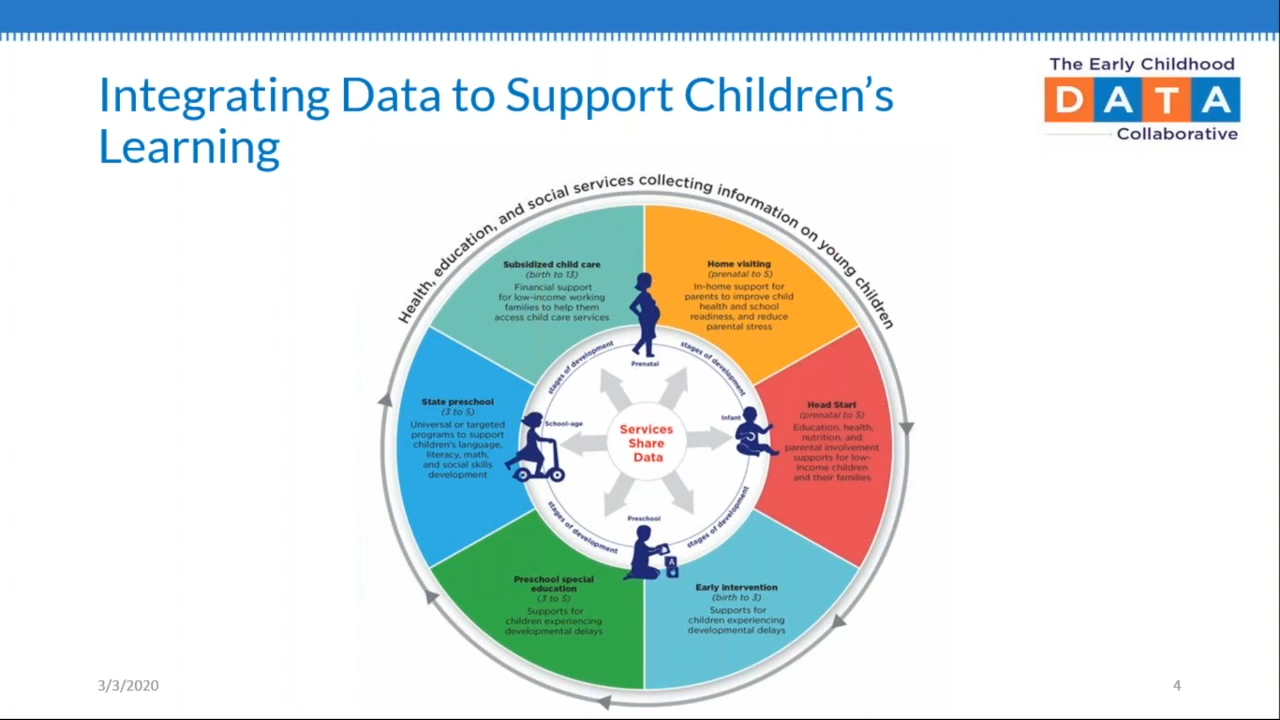 Integrating Data to Support Children’s
Learning
The Early Childhood
DATA
Collaborative
Health, education, and social services collecting information on young children
Subsidized child care
(birth to 13)
Financial support
for low-income working
families to help them
access child care services
Home visiting
(prenatal to 5)
In-home support for
parents to improve child
health and school
readiness, and reduce
parental stress
Head Start
(prenatal to 5)
Education, health,
nutrition, and
parental involvement
supports for low-
income children
and their families
Early intervention
(birth to 3)
Supports for
children experiencing
developmental delays
Preschool special
education
(3 to 5)
Supports for
children experiencing
developmental delays
State preschool
(3 to 5)
Universal or targeted
programs to support
children's language,
literacy, math,
and social skills
development
Prenatal
stages of development
Infant
stages of development
Preschool
stages of development
School-age
stages of development
Services
Share
Data
A
3/3/2020
4